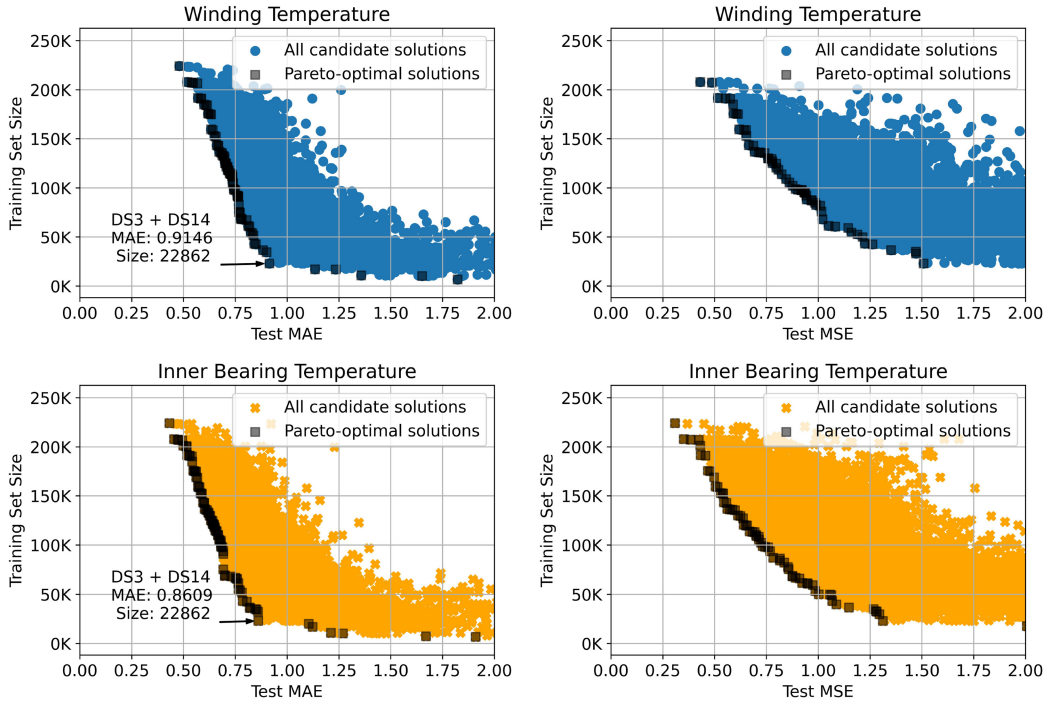 Winding Temperature
250K
200K
150K
100K
50K
0K
Training Set Size
All candidate solutions
Pareto-optimal solutions
DS3 + DS14
MAE: 0.9146
Size: 22862
0.00 0.25 0.50 0.75 1.00 1.25 1.50 1.75 2.00
Test MAE
Winding Temperature
250K
200K
150K
100K
50K
0K
Training Set Size
All candidate solutions
Pareto-optimal solutions
0.00 0.25 0.50 0.75 1.00 1.25 1.50 1.75 2.00
Test MSE
Inner Bearing Temperature
250K
200K
150K
100K
50K
0K
Training Set Size
All candidate solutions
Pareto-optimal solutions
DS3 + DS14
MAE: 0.8609
Size: 22862
0.00 0.25 0.50 0.75 1.00 1.25 1.50 1.75 2.00
Test MAE
Inner Bearing Temperature
250K
200K
150K
100K
50K
0K
Training Set Size
All candidate solutions
Pareto-optimal solutions
0.00 0.25 0.50 0.75 1.00 1.25 1.50 1.75 2.00
Test MSE